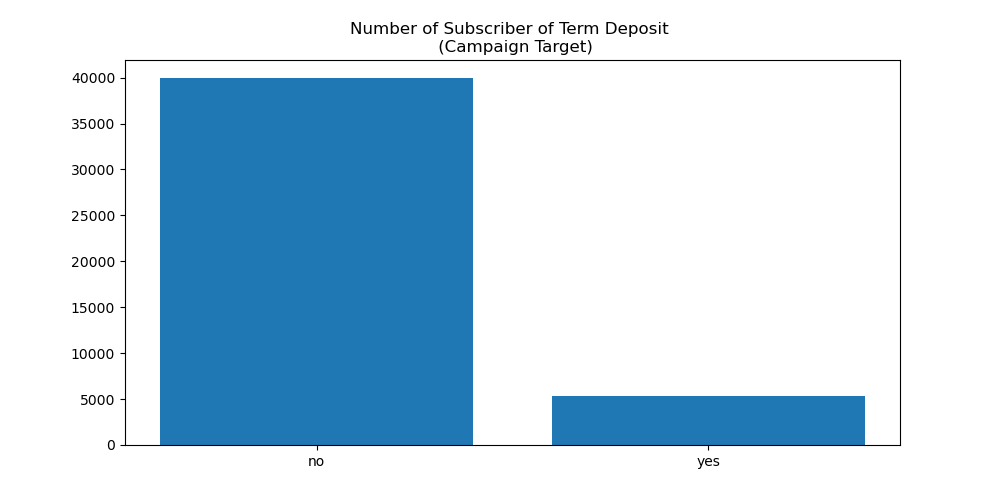 Number of Subscriber of Term Deposit
(Campaign Target)
40000
35000
30000
25000
20000
15000
10000
5000
0
no
yes